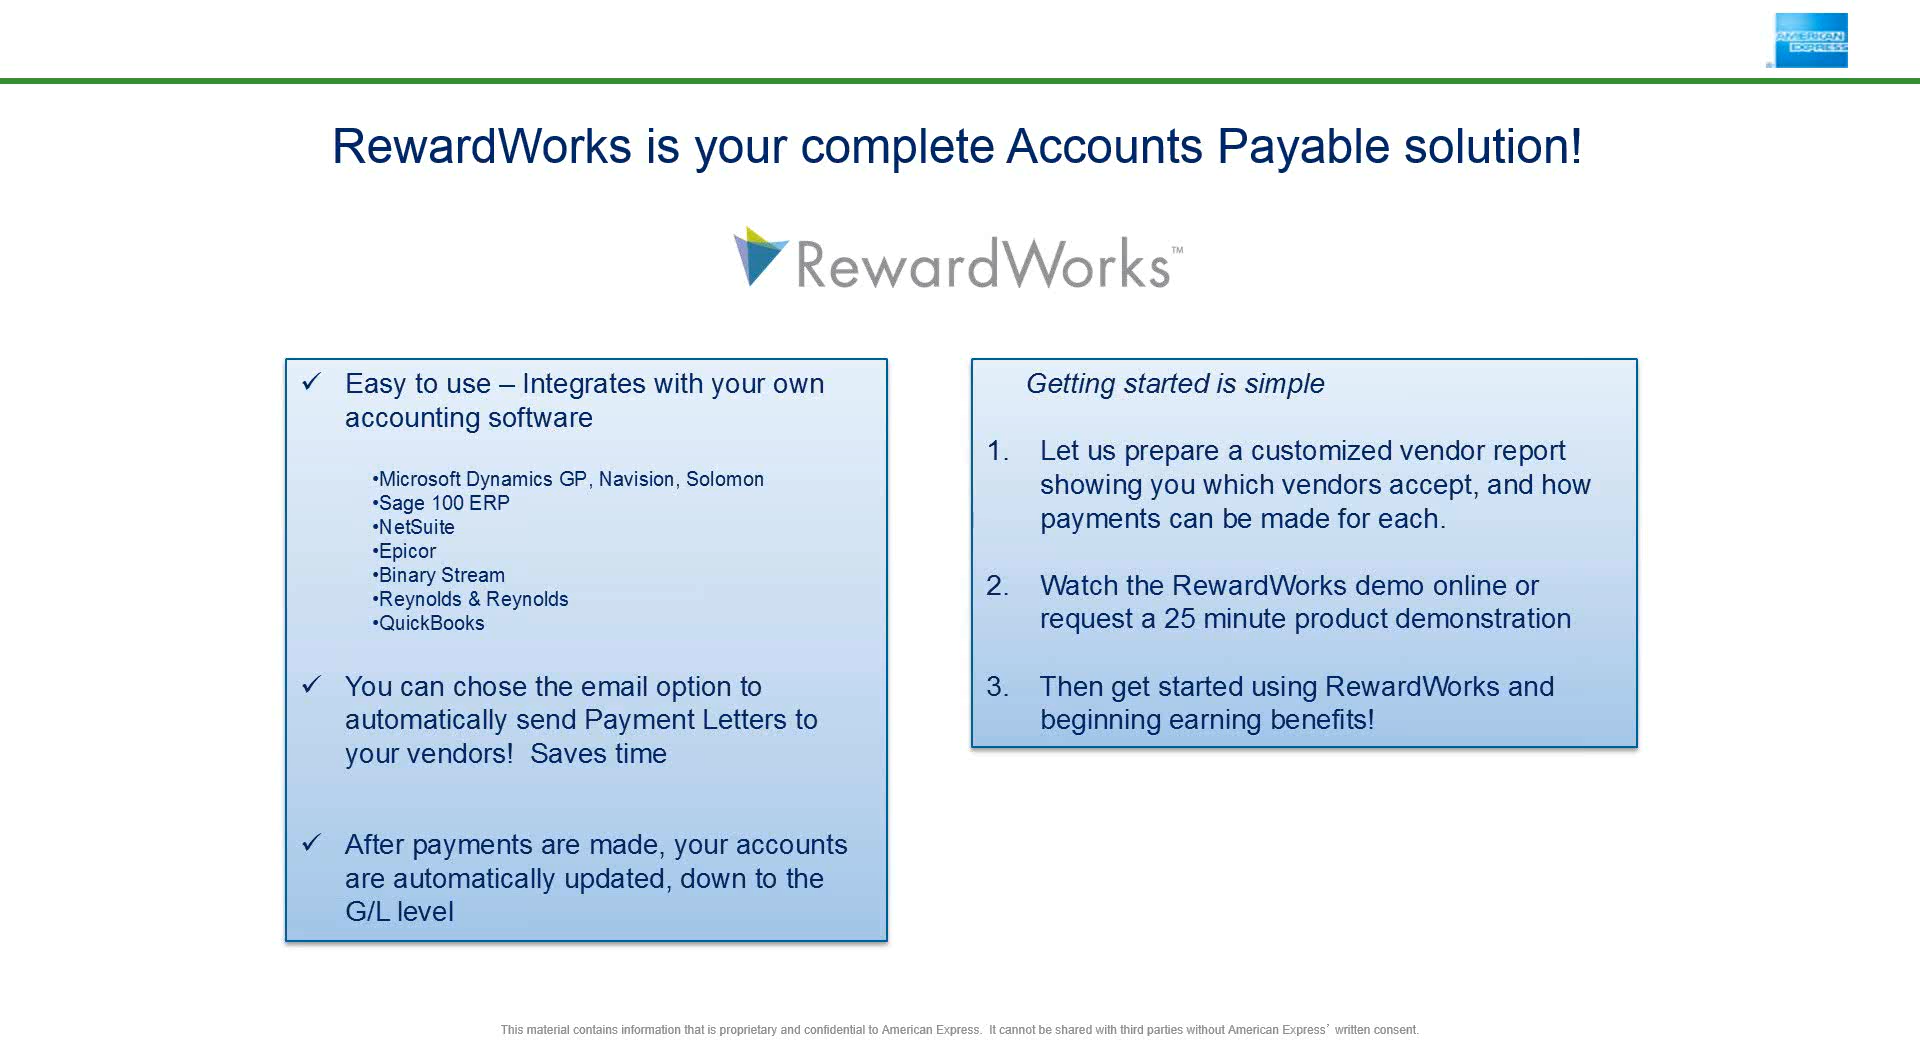 AMERICAN
EXPRESS
®
RewardWorks is your complete Accounts Payable solution!
RewardWorks™
✓ Easy to use – Integrates with your own
accounting software
•Microsoft Dynamics GP, Navision, Solomon
•Sage 100 ERP
•NetSuite
•Epicor
•Binary Stream
•Reynolds & Reynolds
•QuickBooks
✓ You can chose the email option to
automatically send Payment Letters to
your vendors!  Saves time
✓ After payments are made, your accounts
are automatically updated, down to the
G/L level
Getting started is simple
1. Let us prepare a customized vendor report
showing you which vendors accept, and how
payments can be made for each.
2. Watch the RewardWorks demo online or
request a 25 minute product demonstration
3. Then get started using RewardWorks and
beginning earning benefits!
This material contains information that is proprietary and confidential to American Express.  It cannot be shared with third parties without American Express’ written consent.